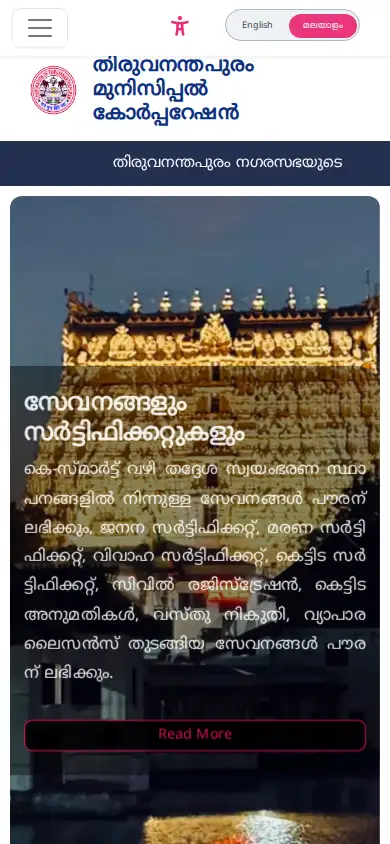 English
മലയാളം
തിരുവനന്തപുരം
മുനിസിപ്പൽ
കോർപ്പറേഷൻ
തിരുവനന്തപുരം നഗരസഭയുടെ
സേവനങ്ങളും
സർട്ടിഫിക്കറ്റുകളും
കെ-സ്മാർട്ട് വഴി തദ്ദേശ സ്വയംഭരണ സ്ഥാ
പനങ്ങളിൽ നിന്നുള്ള സേവനങ്ങൾ പൗരന്
ലഭിക്കും, ജനന സർട്ടിഫിക്കറ്റ്, മരണ സർട്ടി
ഫിക്കറ്റ്, വിവാഹ സർട്ടിഫിക്കറ്റ്, കെട്ടിട സർ
ട്ടിഫിക്കറ്റ്, സിവിൽ രജിസ്ട്രേഷൻ, കെട്ടിട
അനുമതികൾ, വസ്തു നികുതി, വ്യാപാര
ലൈസൻസ് തുടങ്ങിയ സേവനങ്ങൾ പൗര
ന് ലഭിക്കും.
Read More